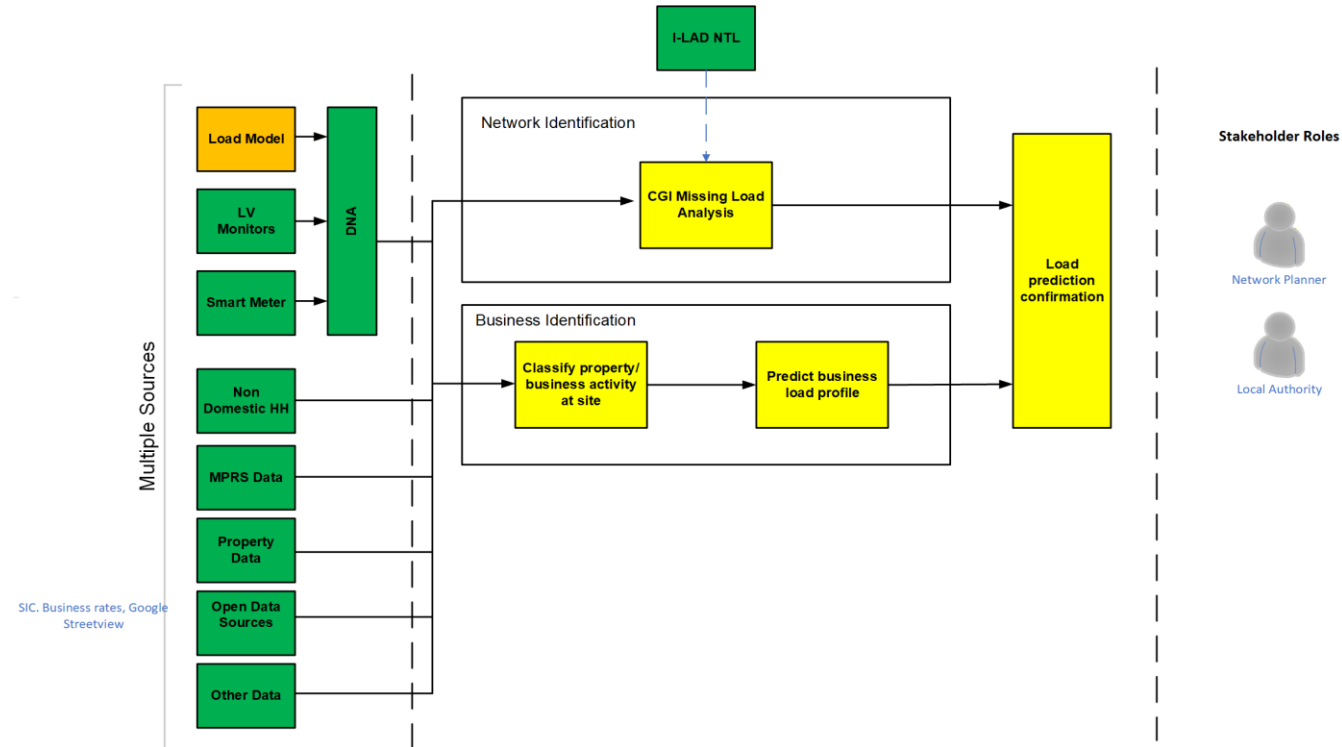 I-LAD NTL
Multiple Sources
Load Model
LV
Monitors
Smart Meter
DNA
Non
Domestic HH
MPRS Data
Property
Data
SIC. Business rates, Google
Streetview
Open Data
Sources
Other Data
Network Identification
CGI Missing Load
Analysis
Business Identification
Classify property/
business activity
at site
Predict business
load profile
Load
prediction
confirmation
Stakeholder Roles
Network Planner
Local Authority